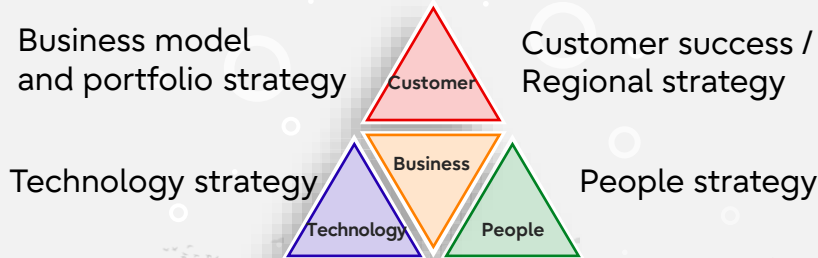 Business model
and portfolio strategy
Customer success /
Regional strategy
Customer
Business
Technology strategy
People strategy
Technology
People